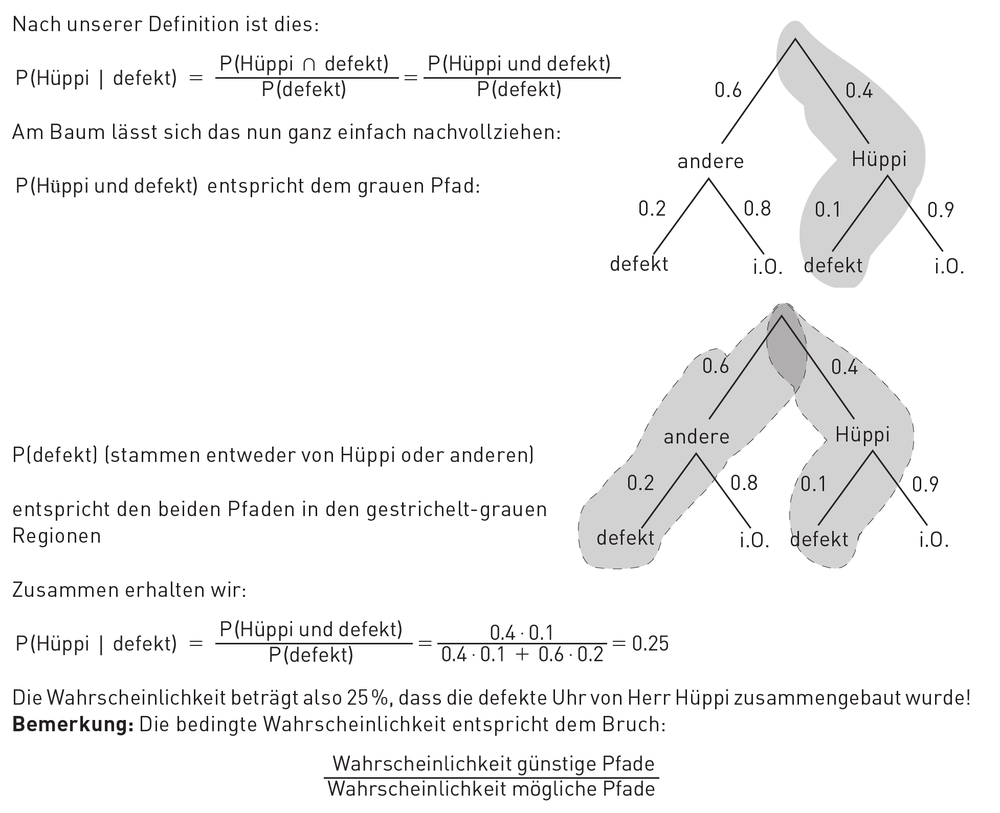 Nach unserer Definition ist dies:
P(Hüppi | defekt) = P(Hüppi ∩ defekt) / P(defekt) = P(Hüppi und defekt) / P(defekt)
Am Baum lässt sich das nun ganz einfach nachvollziehen:
P(Hüppi und defekt) entspricht dem grauen Pfad:
0.6 0.4
andere Hüppi
0.2 0.8 0.1 0.9
defekt i.O. defekt i.O.
0.6 0.4
andere Hüppi
P(defekt) (stammen entweder von Hüppi oder anderen)
0.2 0.8 0.1 0.9
entspricht den beiden Pfaden in den gestrichelt-grauen
Regionen
defekt i.O. defekt i.O.
Zusammen erhalten wir:
P(Hüppi | defekt) = P(Hüppi und defekt) / P(defekt) = 0.4 · 0.1 / 0.4 · 0.1 + 0.6 · 0.2 = 0.25
Die Wahrscheinlichkeit beträgt also 25%, dass die defekte Uhr von Herr Hüppi zusammengebaut wurde!
Bemerkung: Die bedingte Wahrscheinlichkeit entspricht dem Bruch:
Wahrscheinlichkeit günstige Pfade
Wahrscheinlichkeit mögliche Pfade